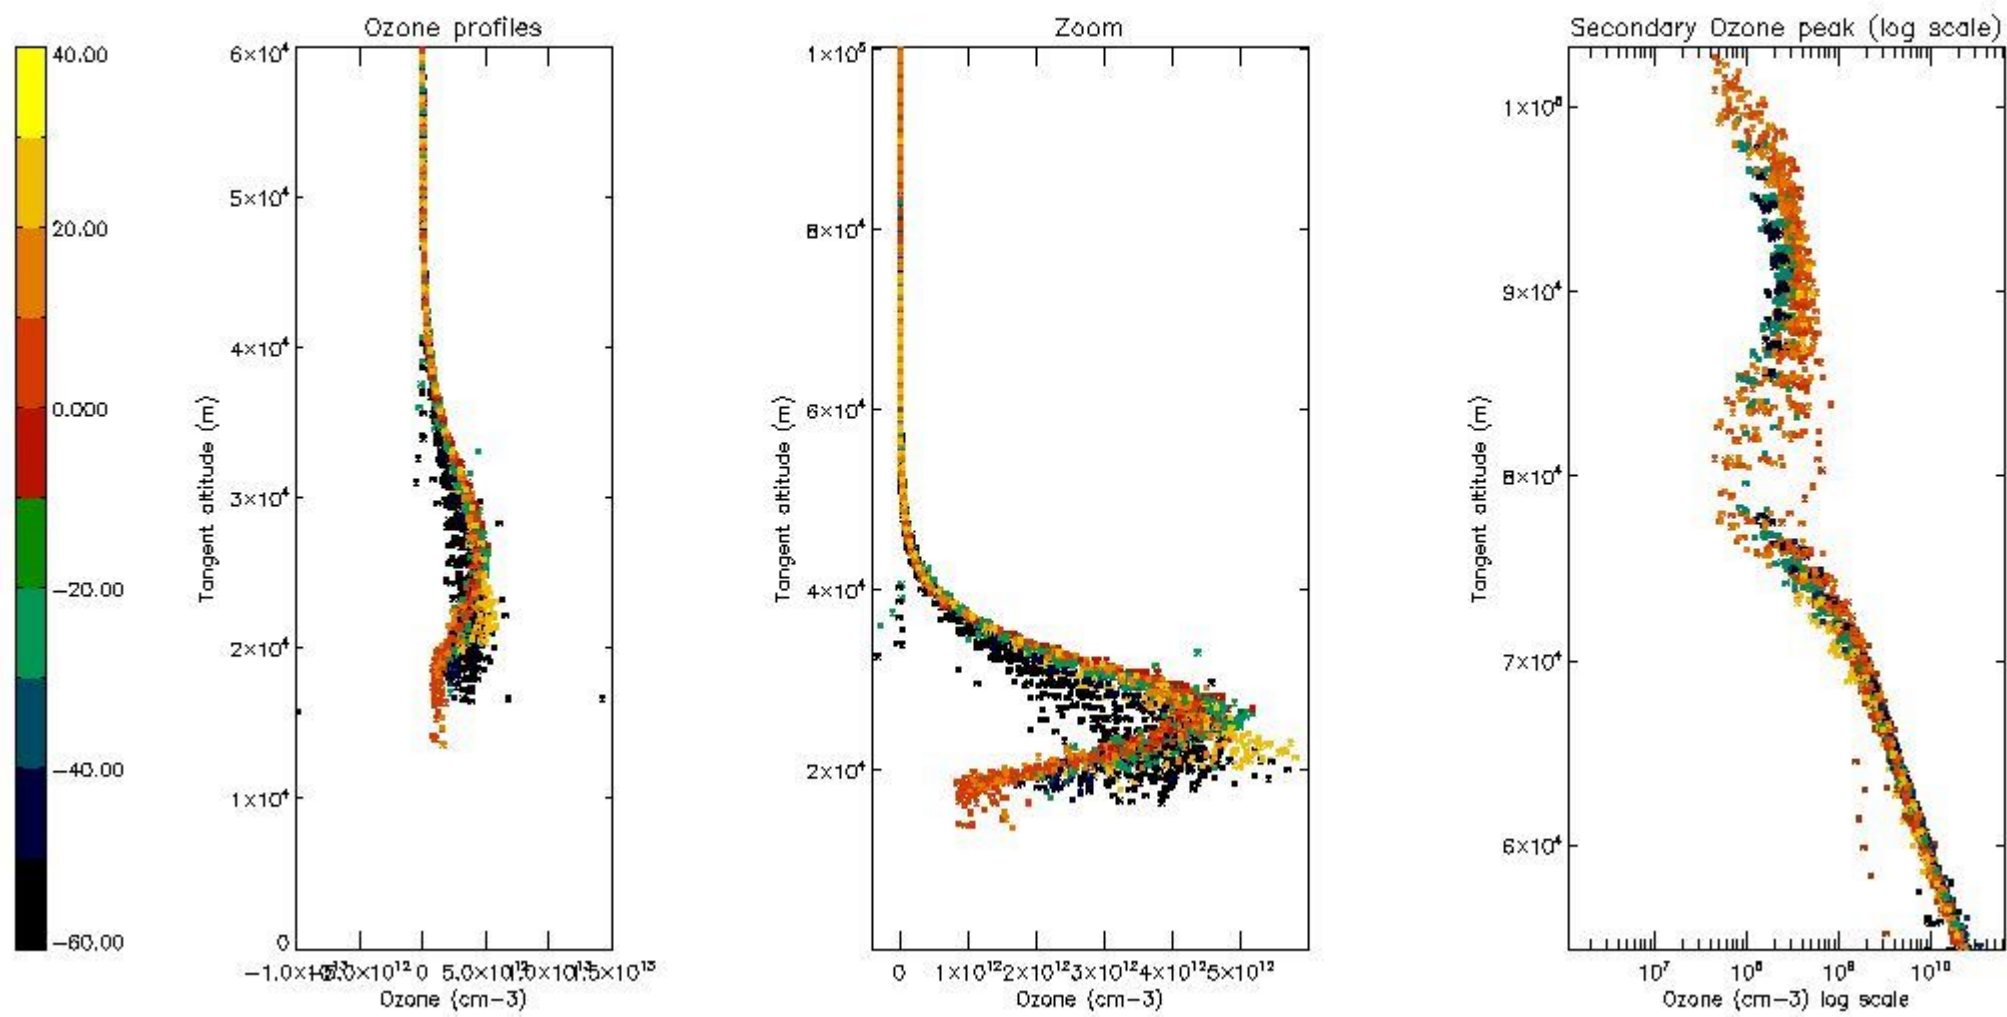 Ozone profiles
Zoom
Secondary Ozone peak (log scale)
40.00
20.00
0.000
−20.00
−40.00
−60.00
6×10⁴
5×10⁴
4×10⁴
3×10⁴
2×10⁴
1×10⁴
0
Tangent altitude (m)
5.0×10¹²
0
Ozone (cm−3)
1×10⁵
8×10⁴
6×10⁴
4×10⁴
2×10⁴
Tangent altitude (m)
0 1×10¹² 2×10¹² 3×10¹² 4×10¹² 5×10¹²
Ozone (cm−3)
9×10⁴
8×10⁴
7×10⁴
6×10⁴
Tangent altitude (m)
10⁷ 10⁸ 10⁹ 10¹⁰
Ozone (cm−3) log scale